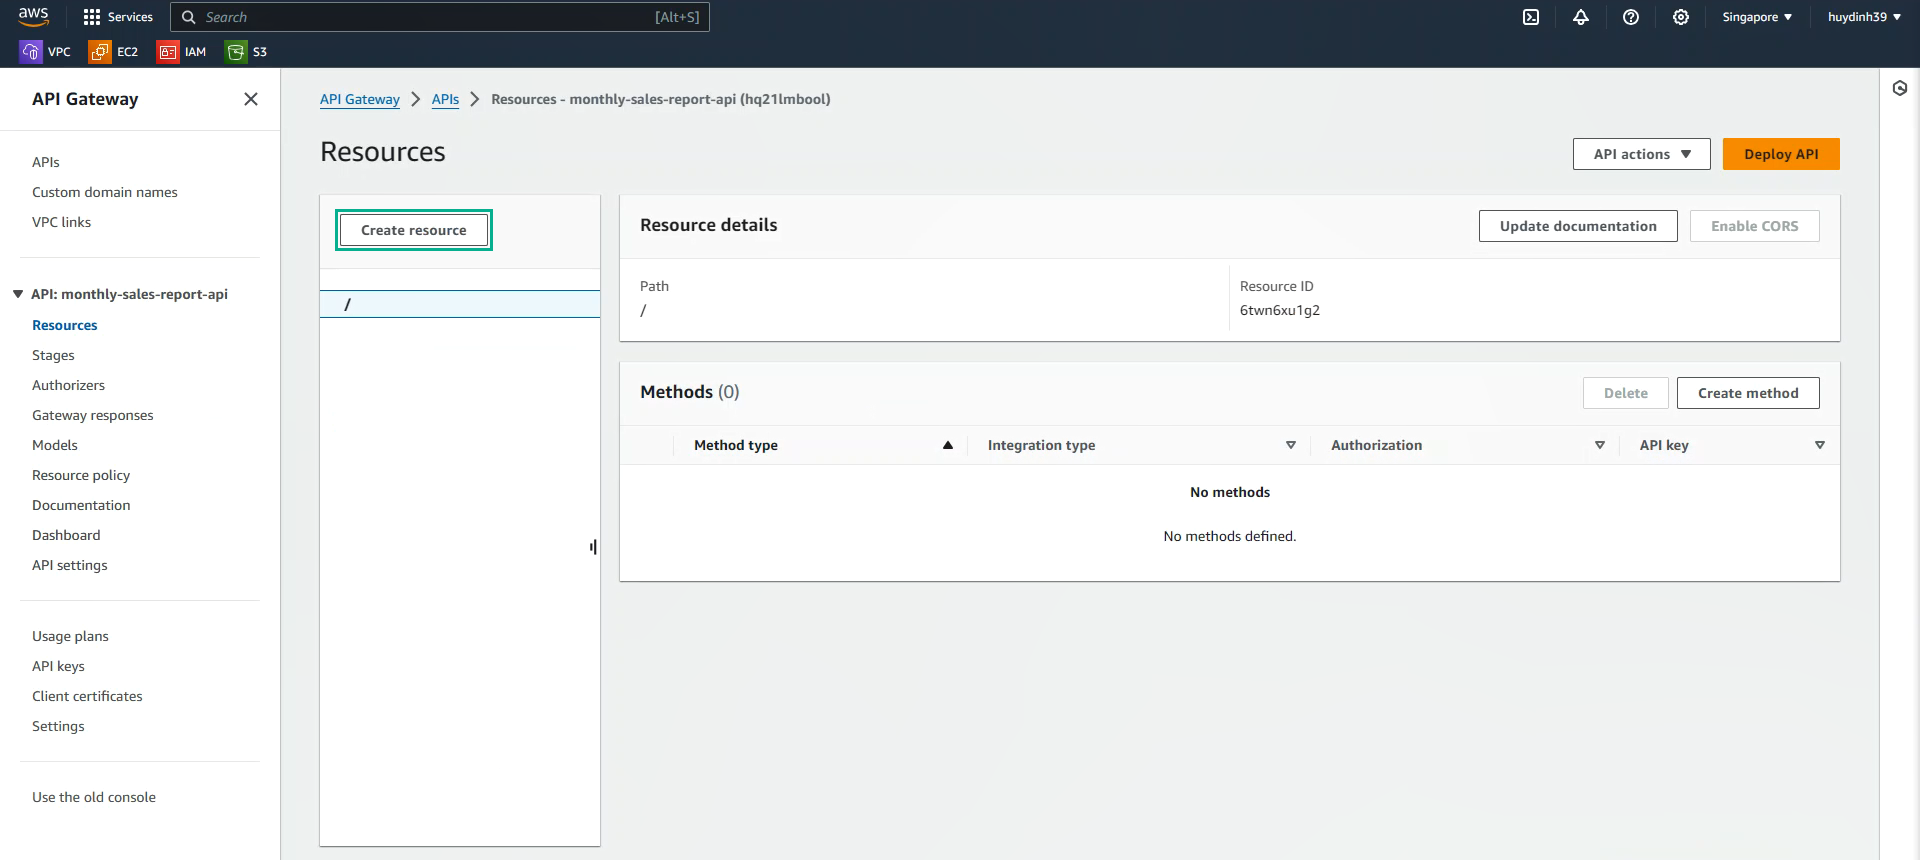 aws
Services
Search
[Alt+S]
Singapore
huydinh39
VPC
EC2
IAM
S3
API Gateway
APIs
Custom domain names
VPC links
API: monthly-sales-report-api
Resources
Stages
Authorizers
Gateway responses
Models
Resource policy
Documentation
Dashboard
API settings
Usage plans
API keys
Client certificates
Settings
Use the old console
API Gateway
APIs
Resources - monthly-sales-report-api (hq21lmbool)
Resources
API actions
Deploy API
Create resource
/
Resource details
Update documentation
Enable CORS
Path
/
Resource ID
6twn6xu1g2
Methods (0)
Delete
Create method
Method type
Integration type
Authorization
API key
No methods
No methods defined.